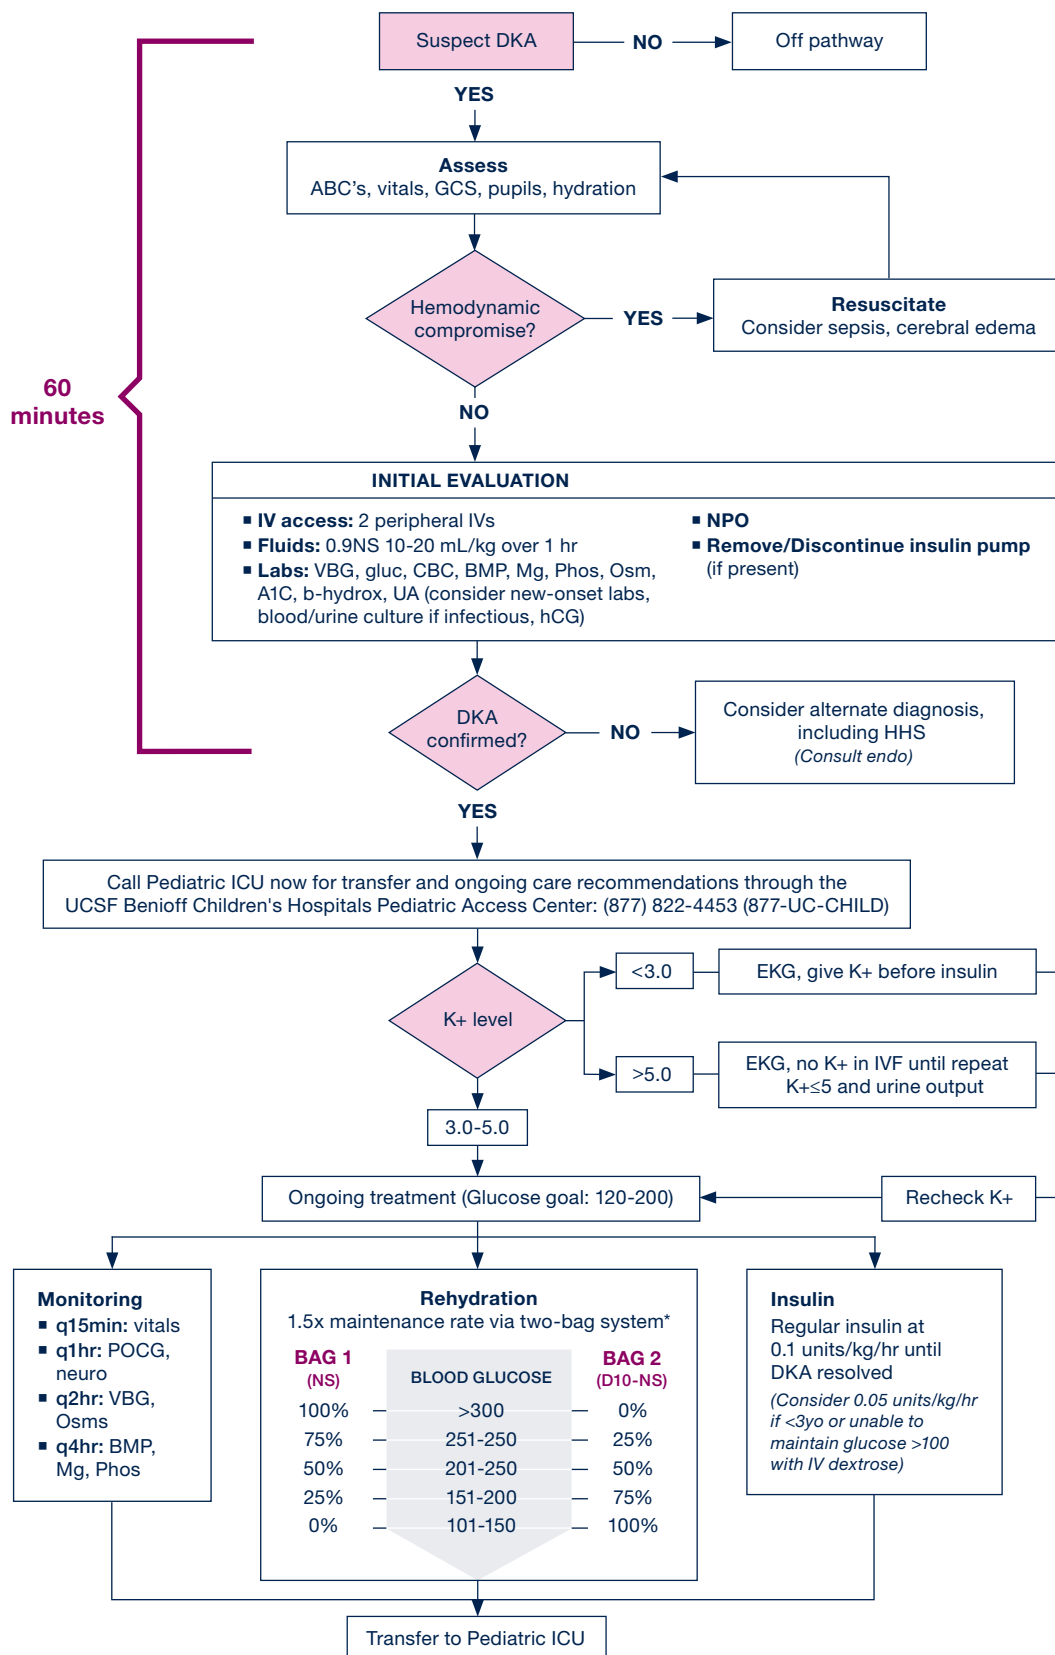 Suspect DKA
NO
Off pathway
YES
Assess
ABC's, vitals, GCS, pupils, hydration
Hemodynamic
compromise?
YES
Resuscitate
Consider sepsis, cerebral edema
60
minutes
NO
INITIAL EVALUATION
■ IV access: 2 peripheral IVs
■ Fluids: 0.9NS 10-20 mL/kg over 1 hr
■ Labs: VBG, gluc, CBC, BMP, Mg, Phos, Osm,
A1C, b-hydrox, UA (consider new-onset labs,
blood/urine culture if infectious, hCG)
■ NPO
■ Remove/Discontinue insulin pump
(if present)
DKA
confirmed?
NO
Consider alternate diagnosis,
including HHS
(Consult endo)
YES
Call Pediatric ICU now for transfer and ongoing care recommendations through the
UCSF Benioff Children's Hospitals Pediatric Access Center: (877) 822-4453 (877-UC-CHILD)
K+ level
<3.0
EKG, give K+ before insulin
>5.0
EKG, no K+ in IVF until repeat
K+≤5 and urine output
3.0-5.0
Ongoing treatment (Glucose goal: 120-200)
Recheck K+
Monitoring
■ q15min: vitals
■ q1hr: POCG,
neuro
■ q2hr: VBG,
Osms
■ q4hr: BMP,
Mg, Phos
Rehydration
1.5x maintenance rate via two-bag system*
BAG 1
(NS)
BLOOD GLUCOSE
BAG 2
(D10-NS)
100% >300 0%
75% 251-250 25%
50% 201-250 50%
25% 151-200 75%
0% 101-150 100%
Insulin
Regular insulin at
0.1 units/kg/hr until
DKA resolved
(Consider 0.05 units/kg/hr
if <3yo or unable to
maintain glucose >100
with IV dextrose)
Transfer to Pediatric ICU